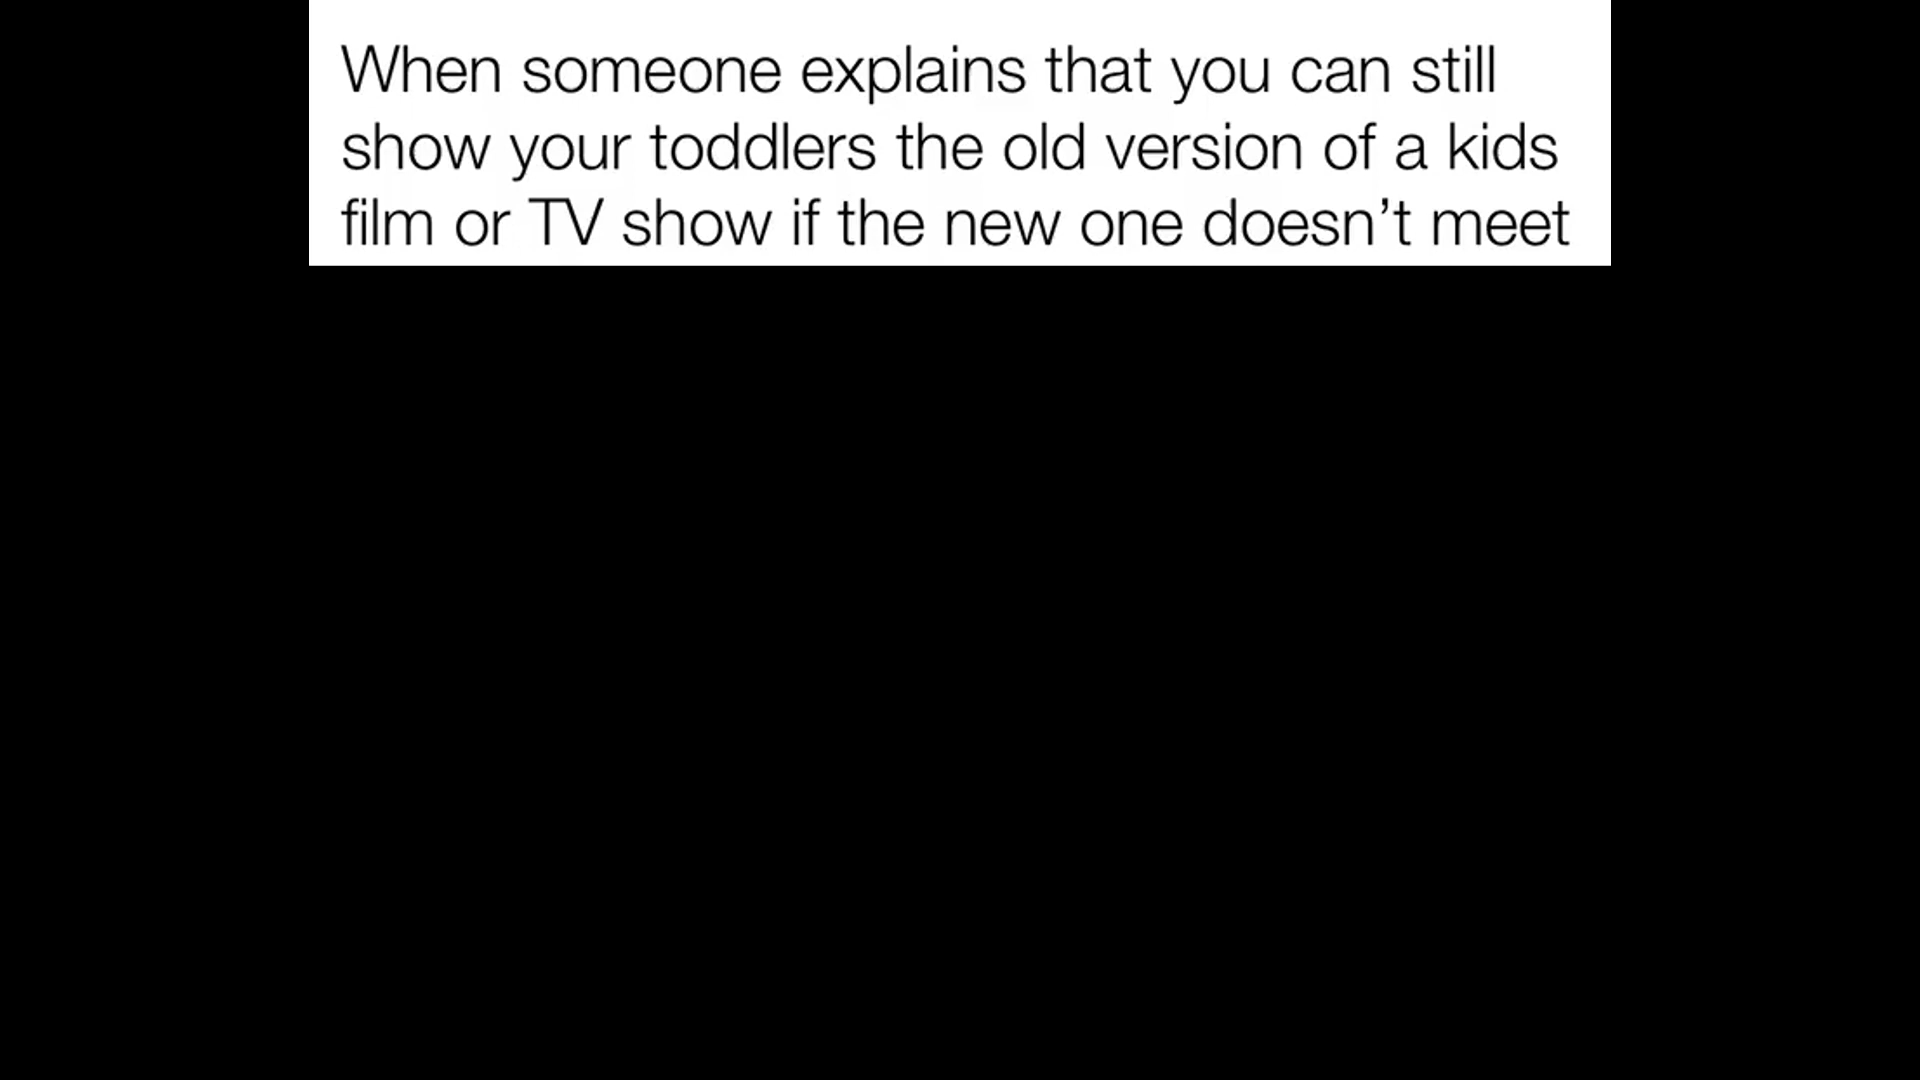 When someone explains that you can still
show your toddlers the old version of a kids
film or TV show if the new one doesn’t meet